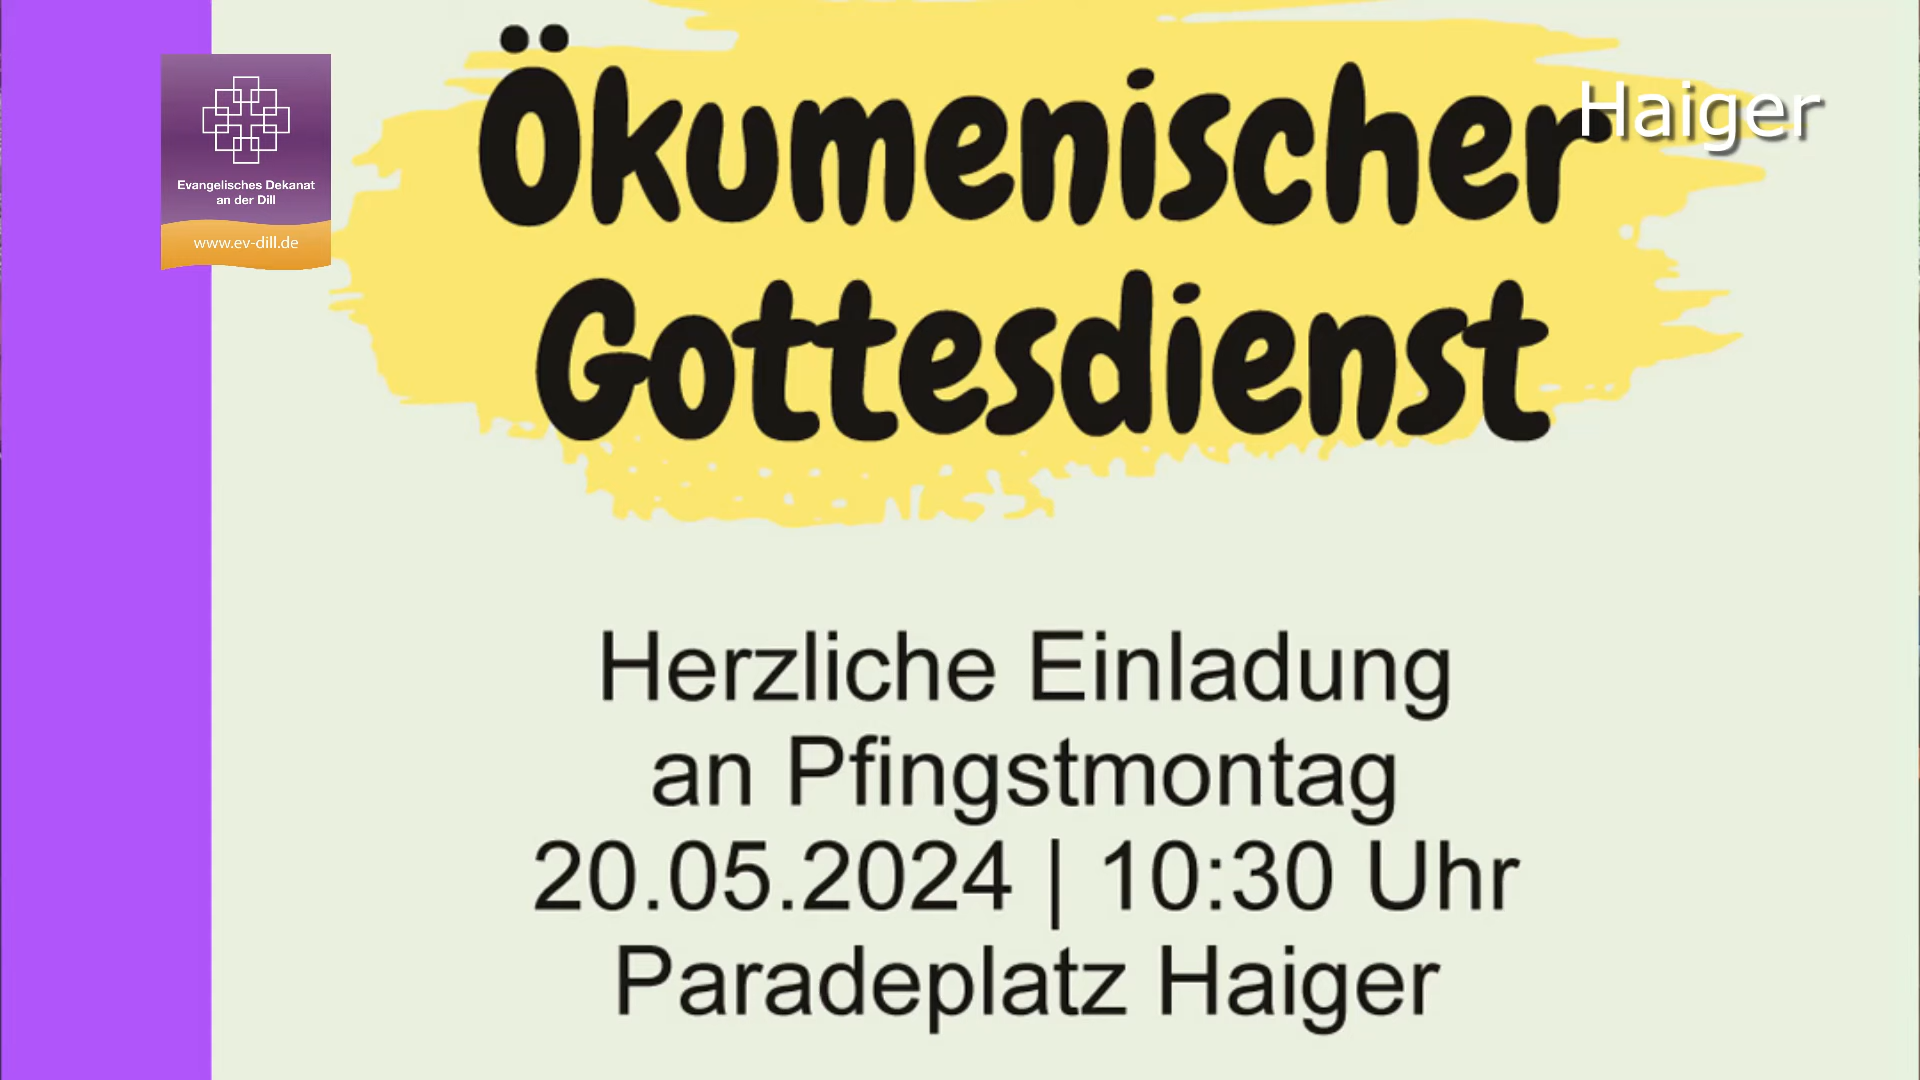 Evangelisches Dekanat
an der Dill
www.ev-dill.de
Haiger
Ökumenischer
Gottesdienst
Herzliche Einladung
an Pfingstmontag
20.05.2024 | 10:30 Uhr
Paradeplatz Haiger